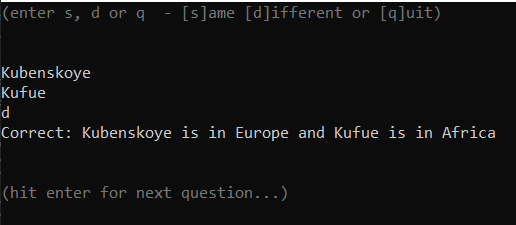 (enter s, d or q  - [s]ame [d]ifferent or [q]uit)
Kubenskoye
Kufue
d
Correct: Kubenskoye is in Europe and Kufue is in Africa
(hit enter for next question...)